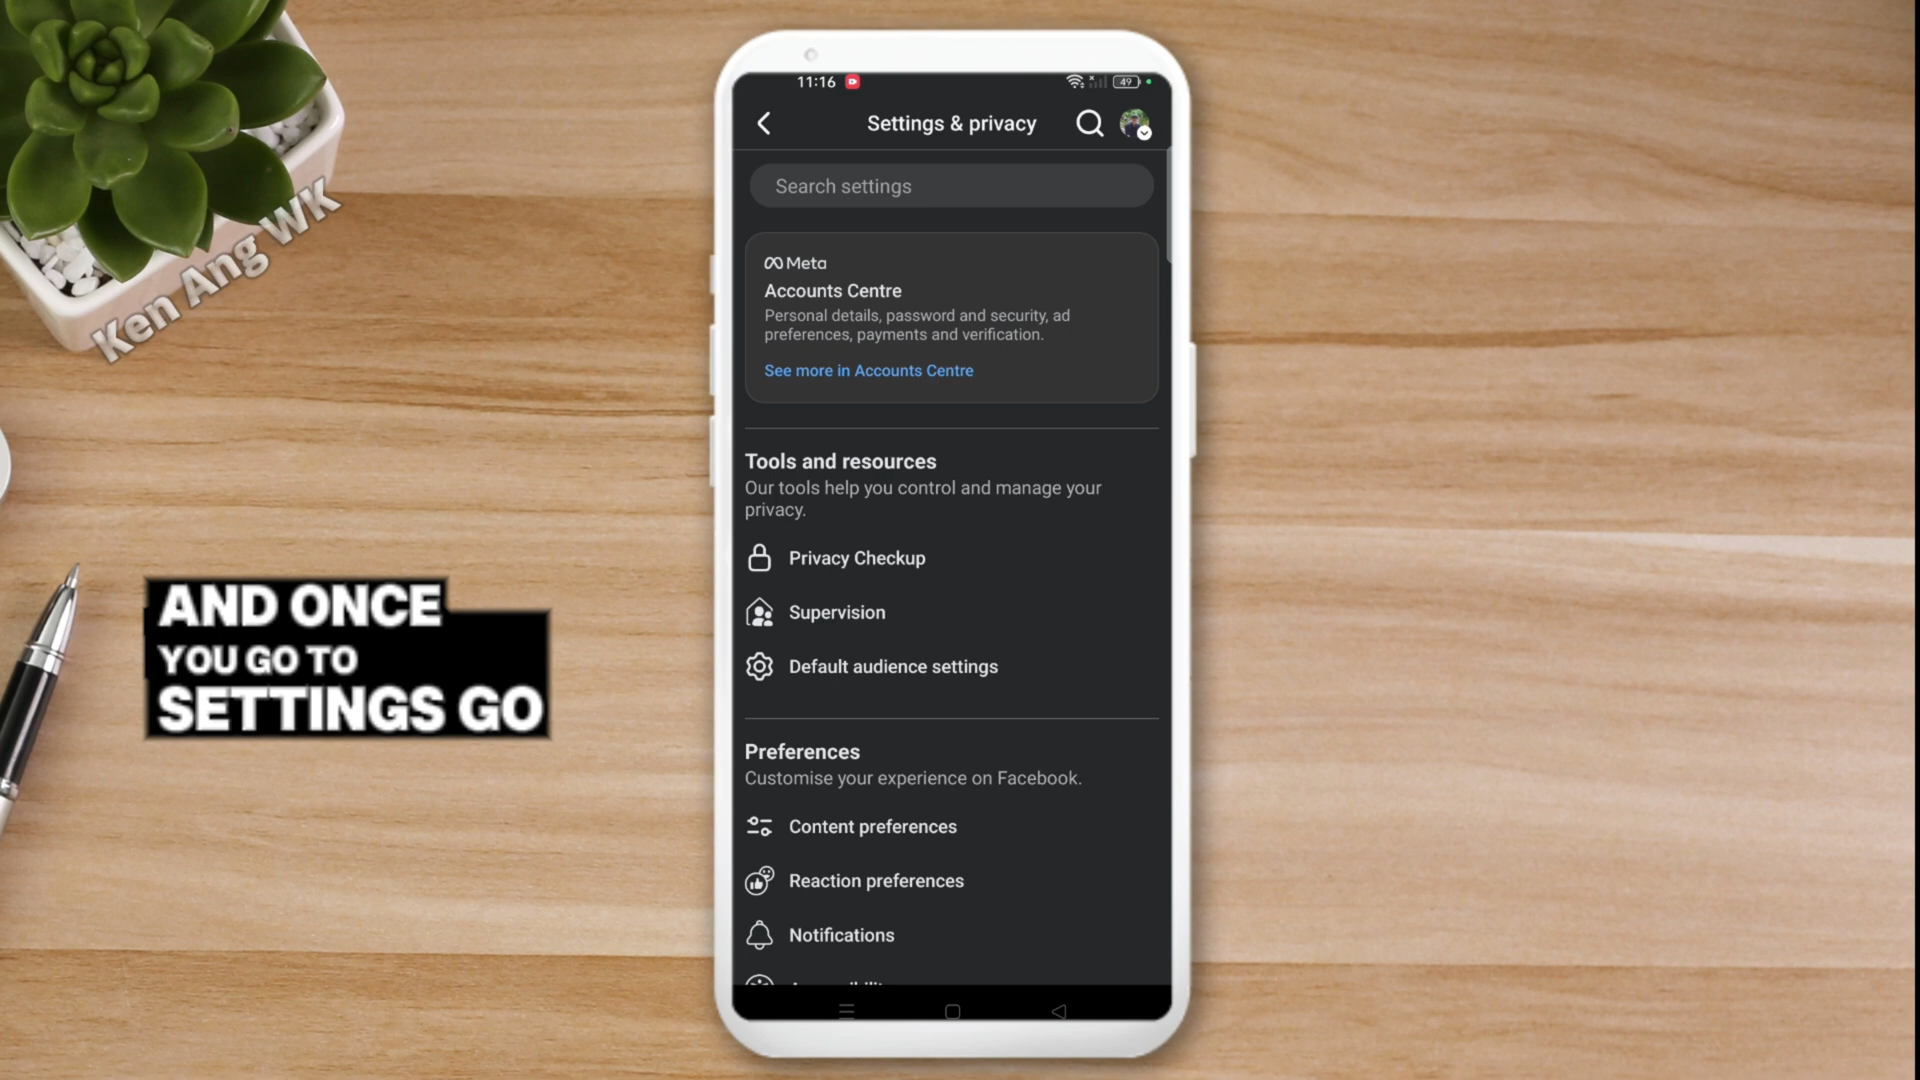 11:16
49
Settings & privacy
Search settings
Meta
Accounts Centre
Personal details, password and security, ad
preferences, payments and verification.
See more in Accounts Centre
Tools and resources
Our tools help you control and manage your
privacy.
Privacy Checkup
Supervision
Default audience settings
Preferences
Customise your experience on Facebook.
Content preferences
Reaction preferences
Notifications
Ken Ang WK
AND ONCE
YOU GO TO
SETTINGS GO